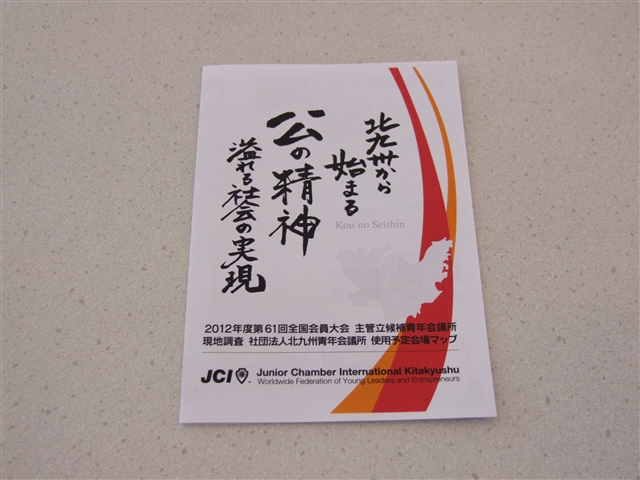 北九州から
始まる
公の精神
溢れる社会の実現
Kou no Seishin
2012年度第61回全国会員大会 主管立候補青年会議所
現地調査 社団法人北九州青年会議所 使用予定会場マップ
JCI
Junior Chamber International Kitakyushu
Worldwide Federation of Young Leaders and Entrepreneurs